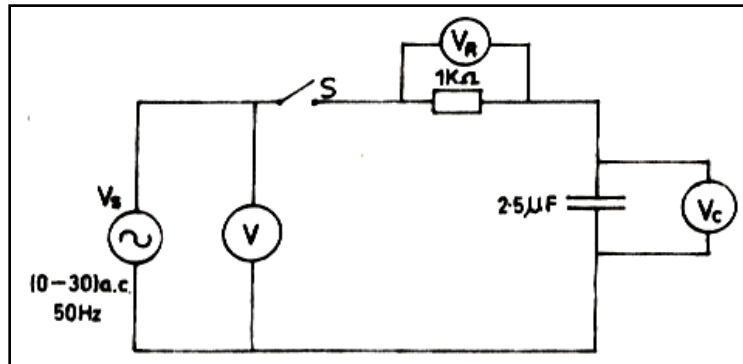 VR
1KΩ
S
Vs
V
2·5µF
Vc
(0-30)a.c.
50Hz